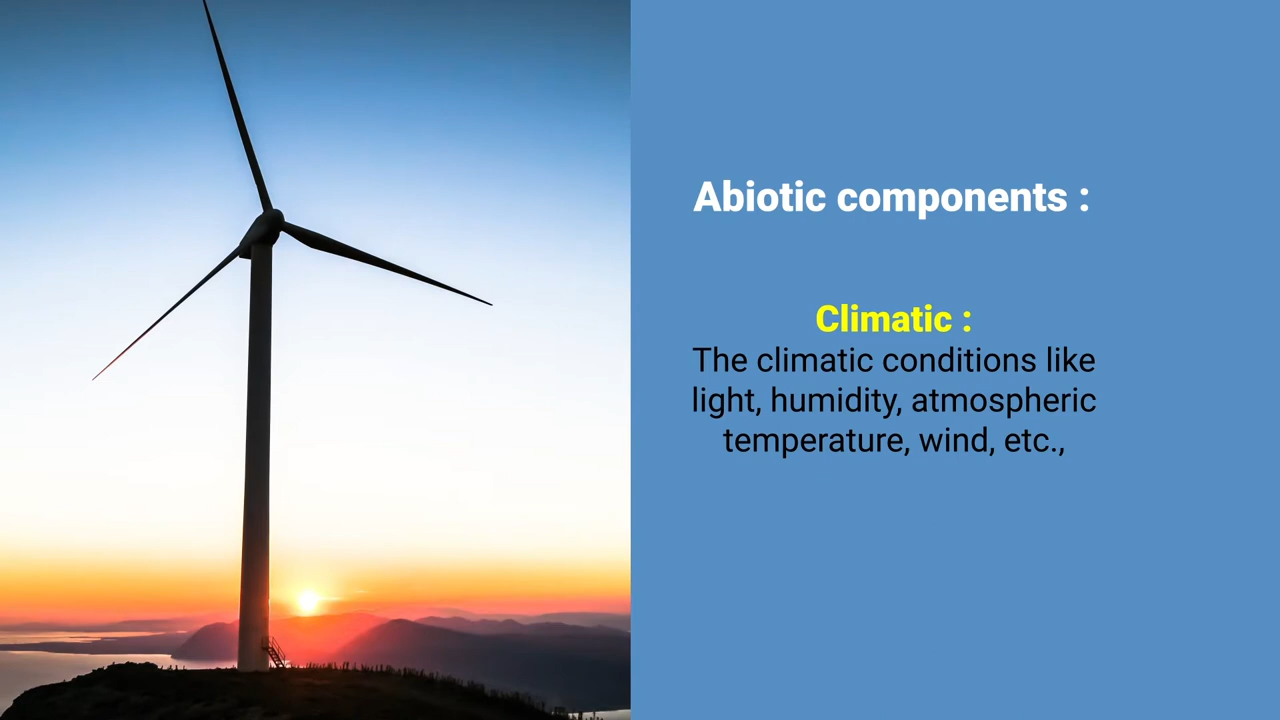 Abiotic components :
Climatic :
The climatic conditions like
light, humidity, atmospheric
temperature, wind, etc.,